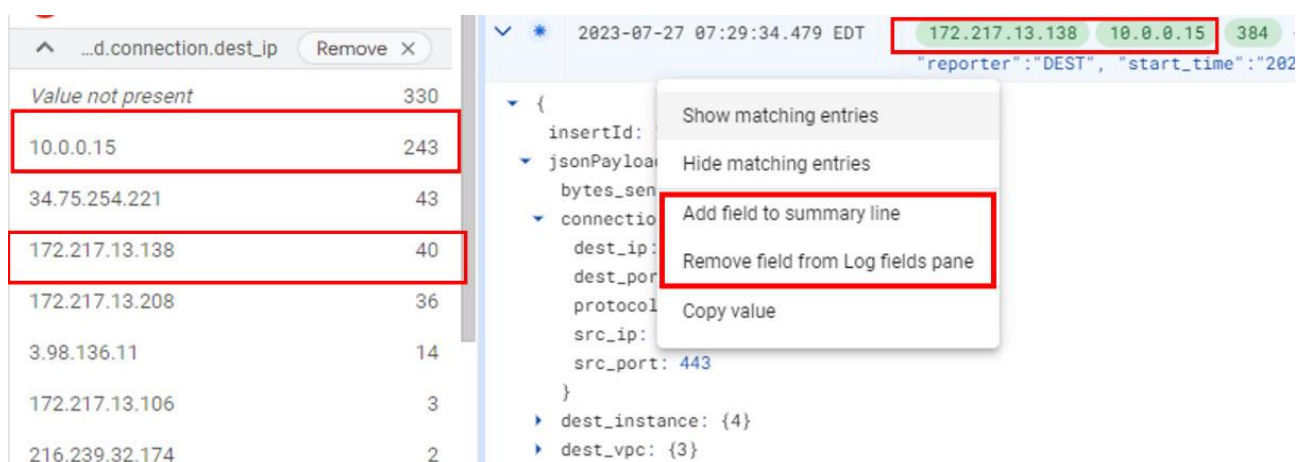 ...d.connection.dest_ip Remove ×
Value not present 330
10.0.0.15 243
34.75.254.221 43
172.217.13.138 40
172.217.13.208 36
3.98.136.11 14
172.217.13.106 3
216.239.32.174 2
2023-07-27 07:29:34.479 EDT 172.217.13.138 10.0.0.15 384
"reporter":"DEST", "start_time":"202
{
insertId:
jsonPayloa
bytes_sen
connectio
dest_ip:
dest_por
protocol
src_ip:
src_port: 443
}
dest_instance: {4}
dest_vpc: {3}
Show matching entries
Hide matching entries
Add field to summary line
Remove field from Log fields pane
Copy value